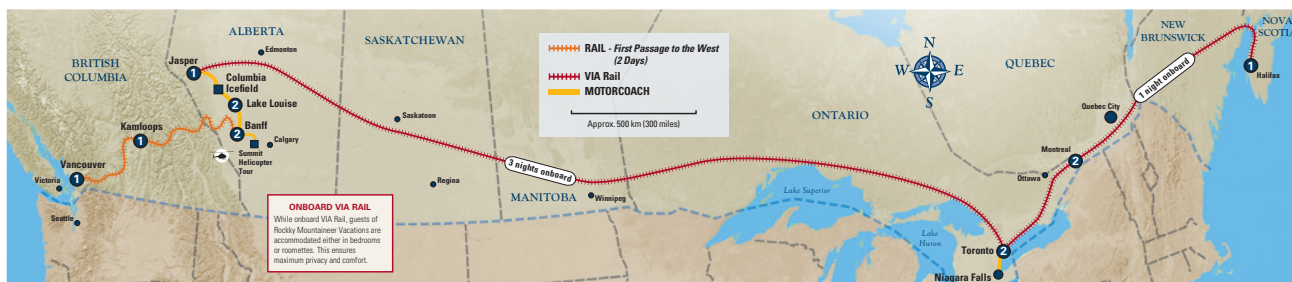 ALBERTA
SASKATCHEWAN
BRITISH
COLUMBIA
Edmonton
Jasper
1
Columbia
Icefield
2
Lake Louise
Kamloops
1
Banff
2
Calgary
Summit
Helicopter
Tour
Vancouver
1
Victoria
Seattle
Saskatoon
Regina
ONBOARD VIA RAIL
While onboard VIA Rail, guests of
Rockky Mountaineer Vacations are
accommodated either in bedrooms
or roomettes. This ensures
maximum privacy and comfort.
RAIL - First Passage to the West
(2 Days)
VIA Rail
MOTORCOACH
Approx. 500 km (300 miles)
3 nights onboard
MANITOBA
Winnipeg
N
W
E
S
ONTARIO
Lake Superior
Lake
Huron
Toronto
2
Niagara Falls
QUEBEC
Quebec City
Montreal
2
Ottawa
1 night onboard
NEW
BRUNSWICK
NOVA
SCOTIA
1
Halifax